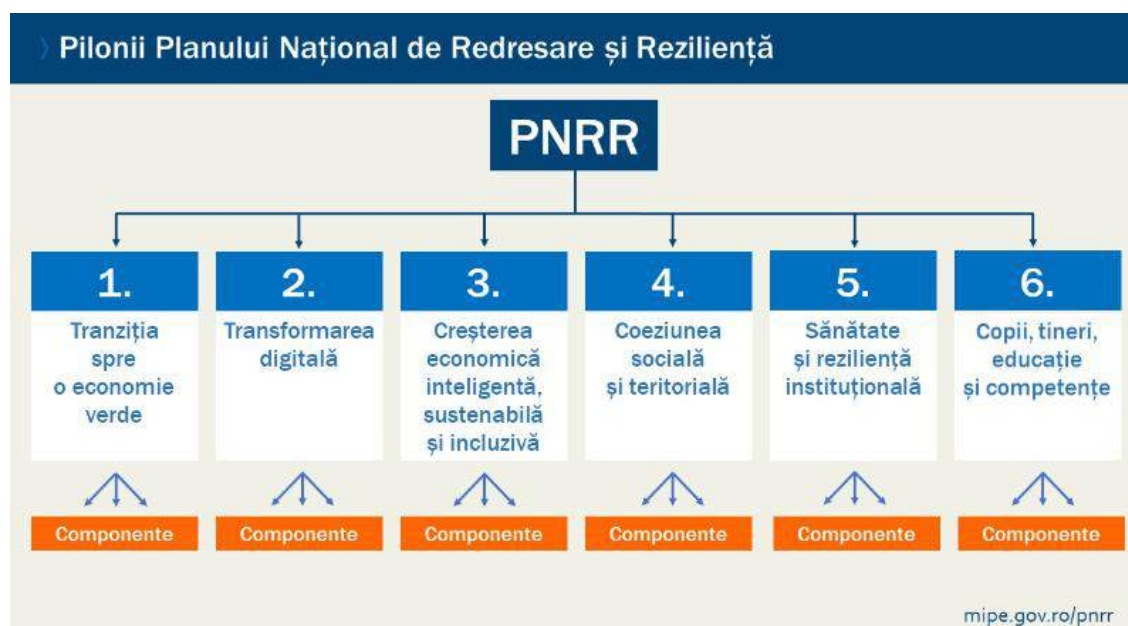 Pilonii Planului Național de Redresare și Reziliență
PNRR
1.
Tranziția
spre
o economie
verde
Componente
2.
Transformarea
digitală
Componente
3.
Creșterea
economică
inteligentă,
sustenabilă
și incluzivă
Componente
4.
Coeziunea
socială
și teritorială
Componente
5.
Sănătate
și reziliență
instituțională
Componente
6.
Copii, tineri,
educație
și competențe
Componente
mipe.gov.ro/pnrr